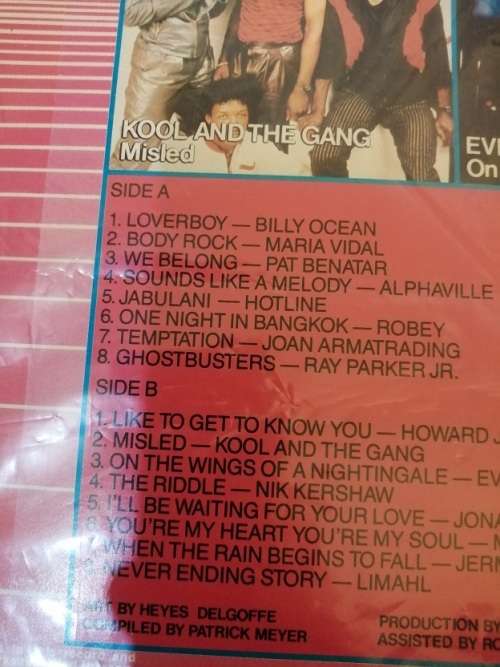 KOOL AND THE GANG
Misled
EV
On
SIDE A
1. LOVERBOY — BILLY OCEAN
2. BODY ROCK — MARIA VIDAL
3. WE BELONG — PAT BENATAR
4. SOUNDS LIKE A MELODY — ALPHAVILLE
5. JABULANI — HOTLINE
6. ONE NIGHT IN BANGKOK — ROBEY
7. TEMPTATION — JOAN ARMATRADING
8. GHOSTBUSTERS — RAY PARKER JR.
SIDE B
1. LIKE TO GET TO KNOW YOU — HOWARD J
2. MISLED — KOOL AND THE GANG
3. ON THE WINGS OF A NIGHTINGALE — EV
4. THE RIDDLE — NIK KERSHAW
5. I'LL BE WAITING FOR YOUR LOVE — JONA
6. YOU'RE MY HEART YOU'RE MY SOUL — M
7. WHEN THE RAIN BEGINS TO FALL — JERM
NEVER ENDING STORY — LIMAHL
ART BY HEYES DELGOFFE
COMPILED BY PATRICK MEYER
PRODUCTION BY
ASSISTED BY RO